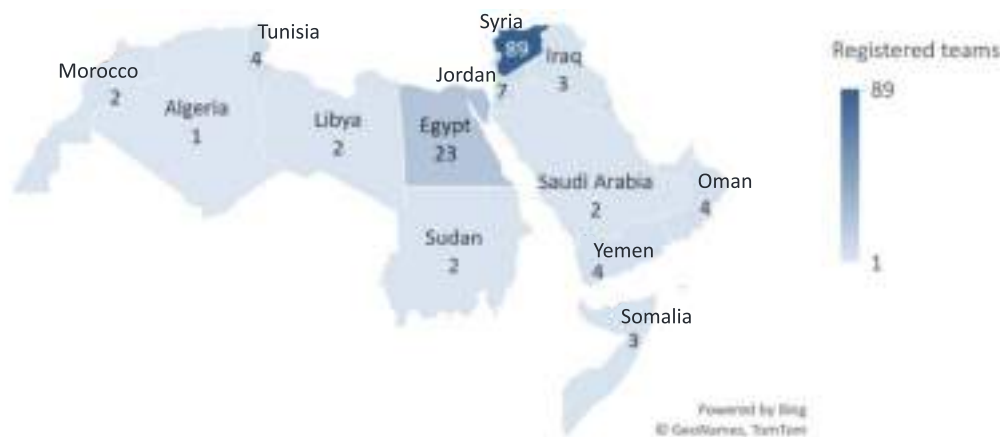 Syria
89
Tunisia
4
Iraq
3
Registered teams
89
1
Morocco
2
Jordan
7
Algeria
1
Libya
2
Egypt
23
Saudi Arabia
2
Oman
4
Sudan
2
Yemen
4
Somalia
3
Powered by Bing
© GeoNames, TomTom